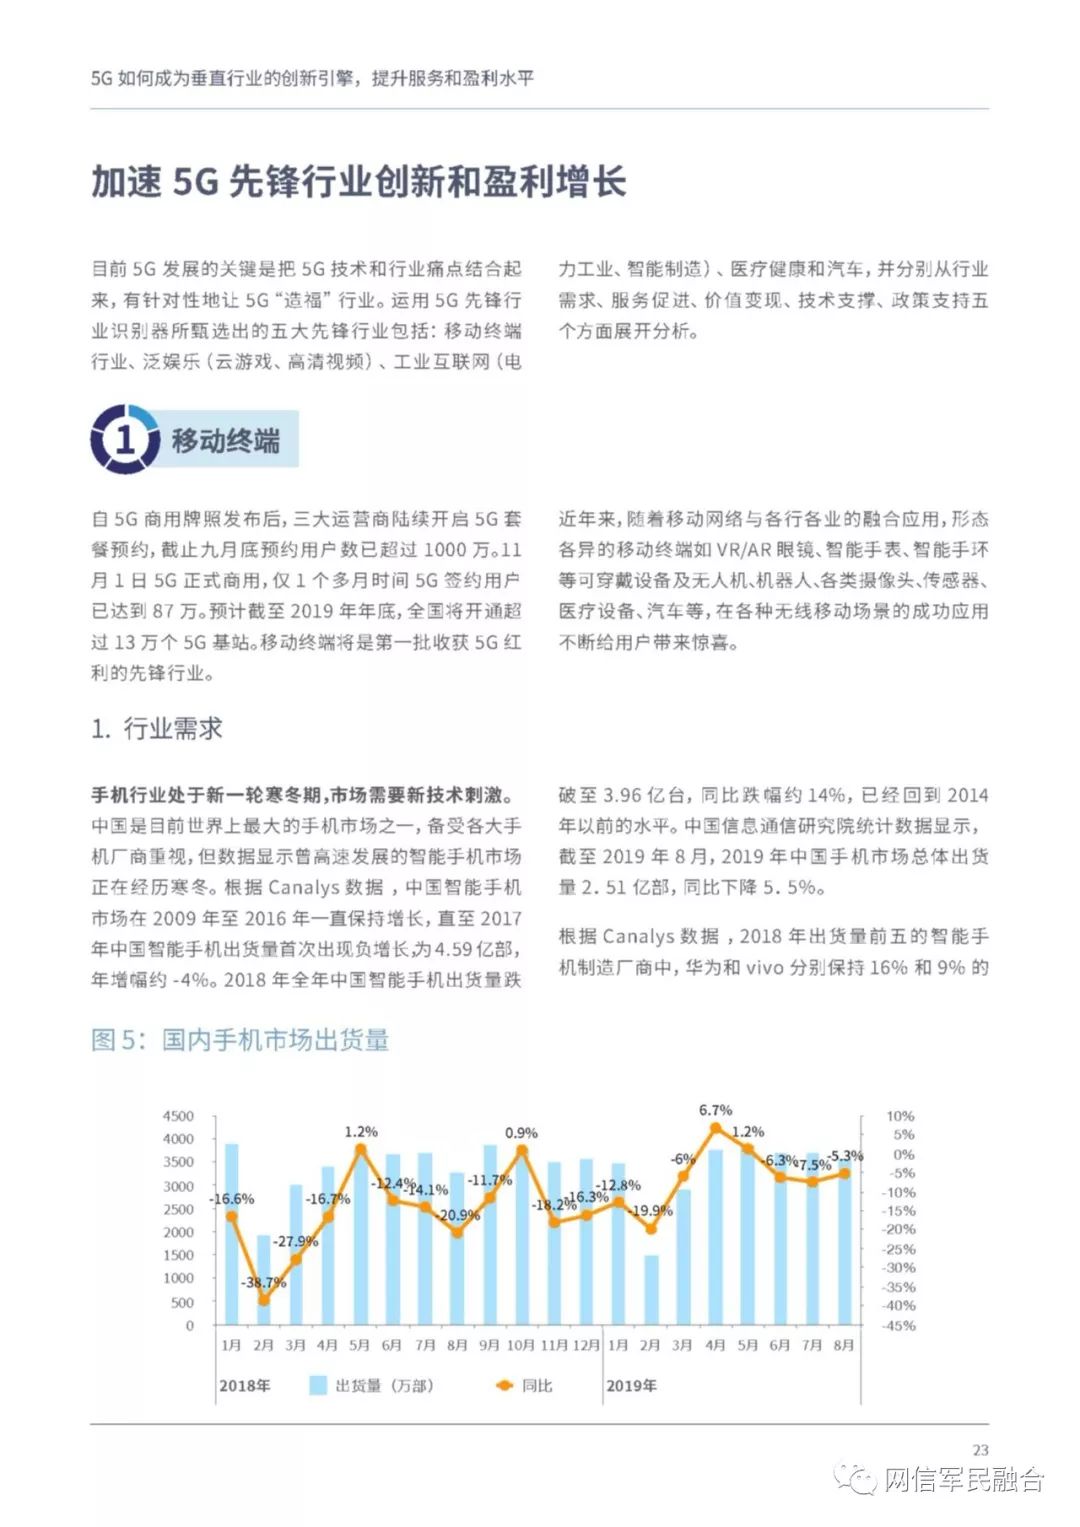 5G 如何成为垂直行业的创新引擎，提升服务和盈利水平
加速 5G 先锋行业创新和盈利增长
目前 5G 发展的关键是把 5G 技术和行业痛点结合起
来，有针对性地让 5G “造福” 行业。运用 5G 先锋行
业识别器所甄选出的五大先锋行业包括：移动终端
行业、泛娱乐（云游戏、高清视频）、工业互联网（电
力工业、智能制造）、医疗健康和汽车，并分别从行业
需求、服务促进、价值变现、技术支撑、政策支持五
个方面展开分析。
1 移动终端
自 5G 商用牌照发布后，三大运营商陆续开启 5G 套
餐预约，截止九月底预约用户数已超过 1000 万。11
月 1 日 5G 正式商用，仅 1 个多月时间 5G 签约用户
已达到 87 万。预计截至 2019 年年底，全国将开通超
过 13 万个 5G 基站。移动终端将是第一批收获 5G 红
利的先锋行业。
近年来，随着移动网络与各行各业的融合应用，形态
各异的移动终端如 VR/AR 眼镜、智能手表、智能手环
等可穿戴设备及无人机、机器人、各类摄像头、传感器、
医疗设备、汽车等，在各种无线移动场景的成功应用
不断给用户带来惊喜。
1. 行业需求
手机行业处于新一轮寒冬期，市场需要新技术刺激。
中国是目前世界上最大的手机市场之一，备受各大手
机厂商重视，但数据显示曾高速发展的智能手机市场
正在经历寒冬。根据 Canalys 数据，中国智能手机
市场在 2009 年至 2016 年一直保持增长，直至 2017
年中国智能手机出货量首次出现负增长，为 4.59 亿部，
年增幅约 -4%。2018 年全年中国智能手机出货量跌
破至 3.96 亿台，同比跌幅约 14%，已经回到 2014
年以前的水平。中国信息通信研究院统计数据显示，
截至 2019 年 8 月，2019 年中国手机市场总体出货
量 2. 51 亿部，同比下降 5. 5%。
根据 Canalys 数据，2018 年出货量前五的智能手
机制造厂商中，华为和 vivo 分别保持 16% 和 9% 的
图 5：国内手机市场出货量
4500
4000
3500
3000
2500
2000
1500
1000
500
0
-16.6%
-38.7%
-27.9%
-16.7%
1.2%
-12.4%
-14.1%
-20.9%
-11.7%
0.9%
-18.2%
-16.3%
-12.8%
-19.9%
-6%
6.7%
1.2%
-6.3%
-7.5%
-5.3%
10%
5%
0%
-5%
-10%
-15%
-20%
-25%
-30%
-35%
-40%
-45%
1月 2月 3月 4月 5月 6月 7月 8月 9月 10月 11月 12月 1月 2月 3月 4月 5月 6月 7月 8月
2018年 出货量（万部） 同比 2019年
23
网信军民融合